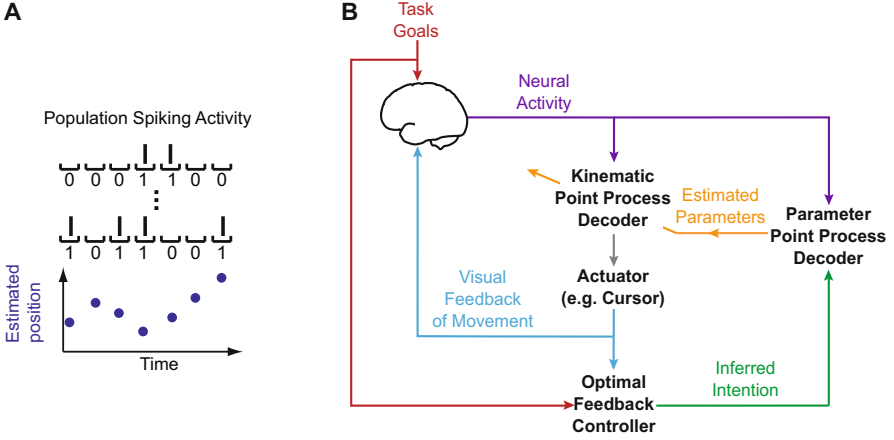 A
Population Spiking Activity
0 0 0 1 1 0 0
1 0 1 1 0 0 1
Estimated
position
Time
B
Task
Goals
Neural
Activity
Kinematic
Point Process
Decoder
Estimated
Parameters
Parameter
Point Process
Decoder
Actuator
(e.g. Cursor)
Visual
Feedback
of Movement
Optimal
Feedback
Controller
Inferred
Intention